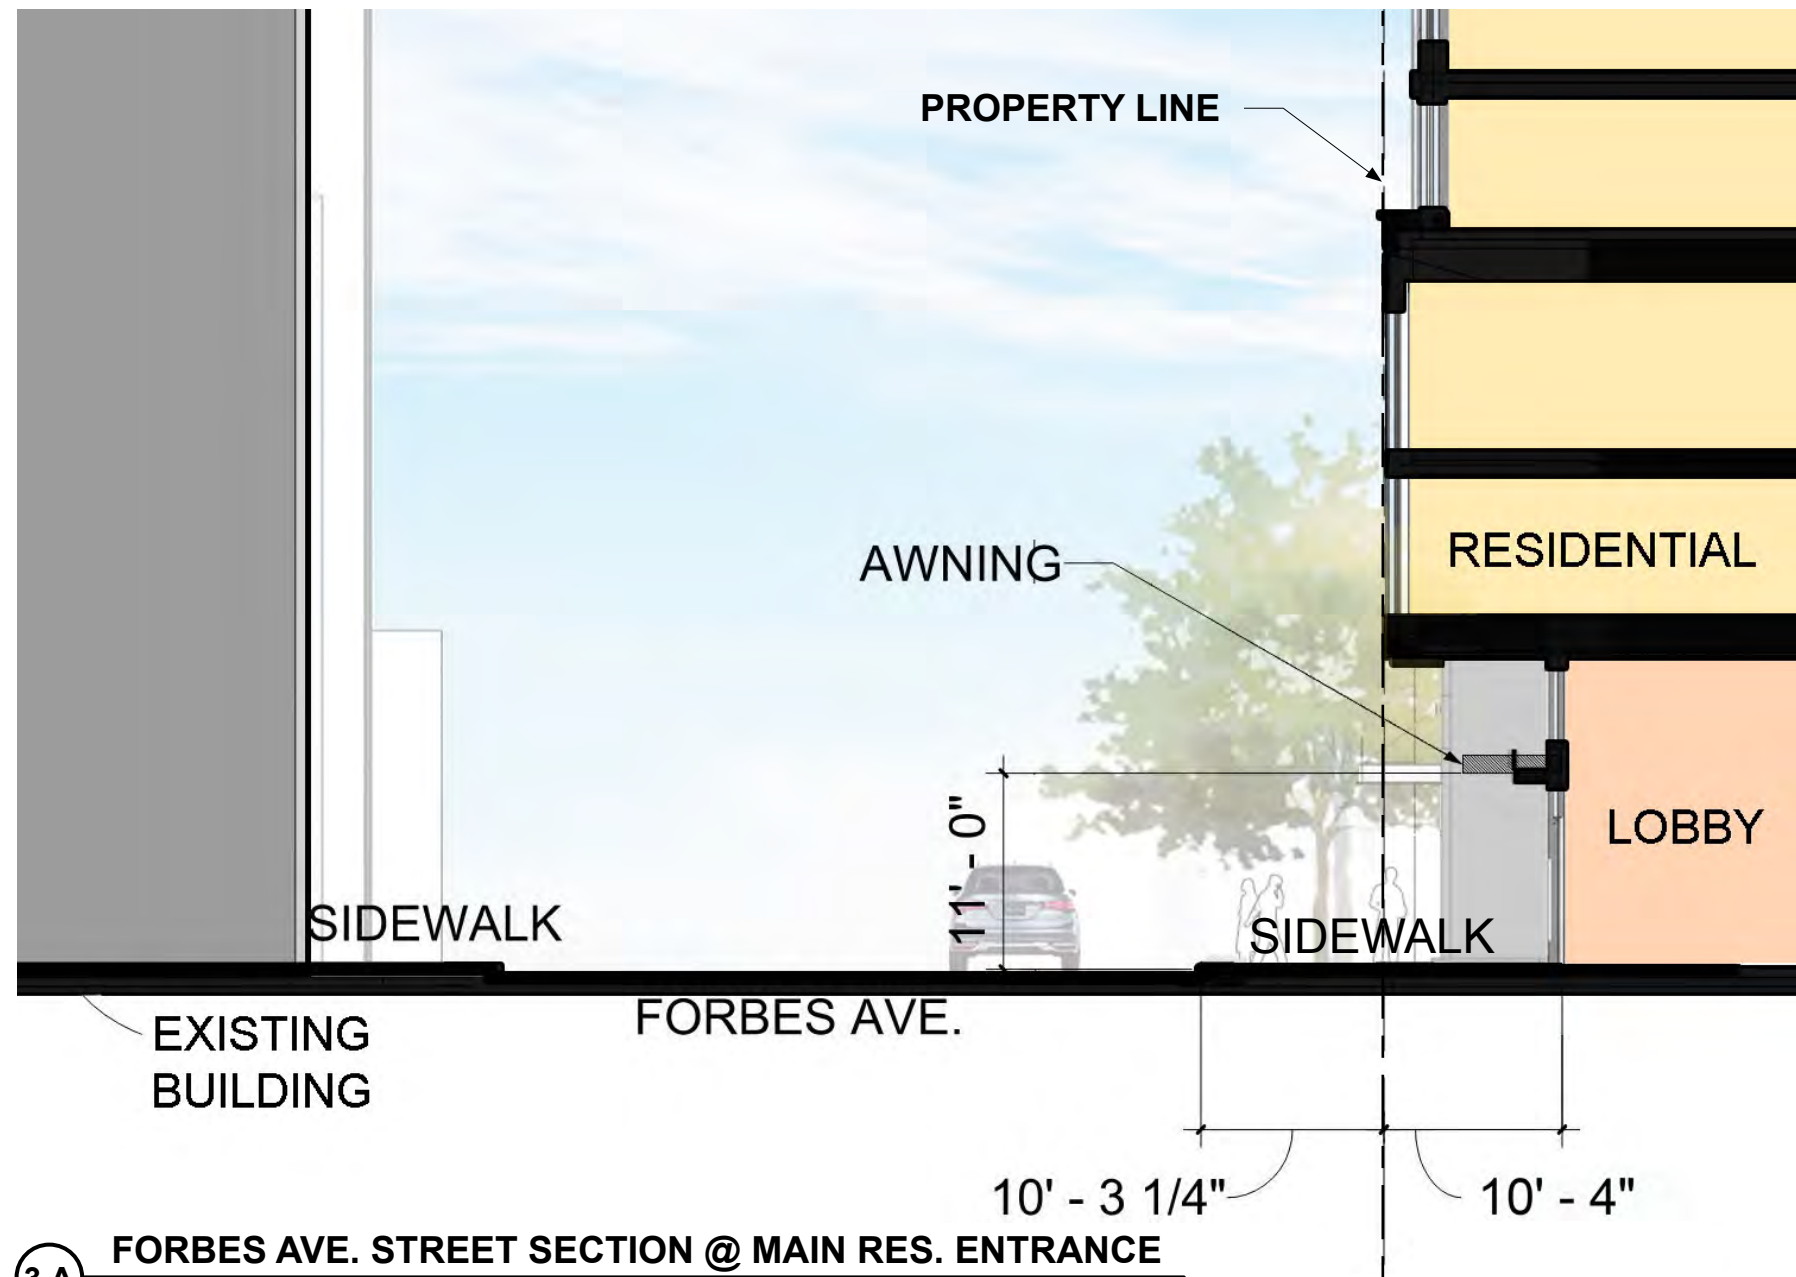 PROPERTY LINE
AWNING
RESIDENTIAL
11' - 0"
LOBBY
SIDEWALK
SIDEWALK
FORBES AVE.
EXISTING
BUILDING
10' - 3 1/4"
10' - 4"
FORBES AVE. STREET SECTION @ MAIN RES. ENTRANCE